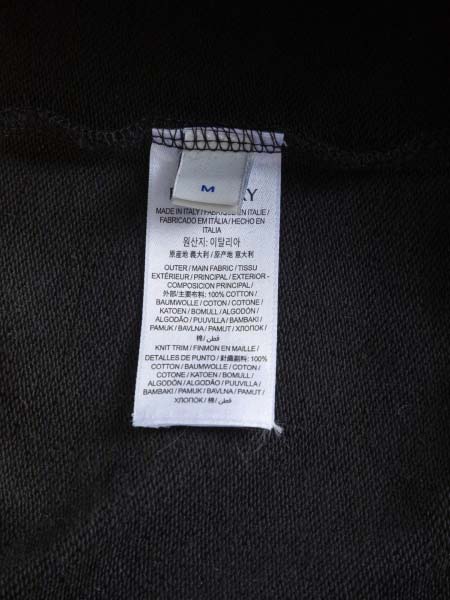 M
MADE IN ITALY / FABRIQUÉ EN ITALIE /
FABRICADO EM ITÁLIA / HECHO EN
ITALIA
원산지: 이탈리아
原産地 義大利 / 原产地 意大利
OUTER / MAIN FABRIC / TISSU
EXTÉRIEUR / PRINCIPAL / EXTERIOR -
COMPOSICIÓN PRINCIPAL /
外部/主要布料: 100% COTTON /
BAUMWOLLE / COTON / COTONE /
KATOEN / BOMULL / ALGODÓN /
ALGODÃO / PUUVILLA / BAMBAKI /
PAMUK / BAVLNA / PAMUT / ХЛОПОК /
棉 / قطن
KNIT TRIM / FINMON EN MAILLE /
DETALLES DE PUNTO / 針織副料: 100%
COTTON / BAUMWOLLE / COTON /
COTONE / KATOEN / BOMULL /
ALGODÓN / ALGODÃO / PUUVILLA /
BAMBAKI / PAMUK / BAVLNA / PAMUT /
ХЛОПОК / 棉 / قطن